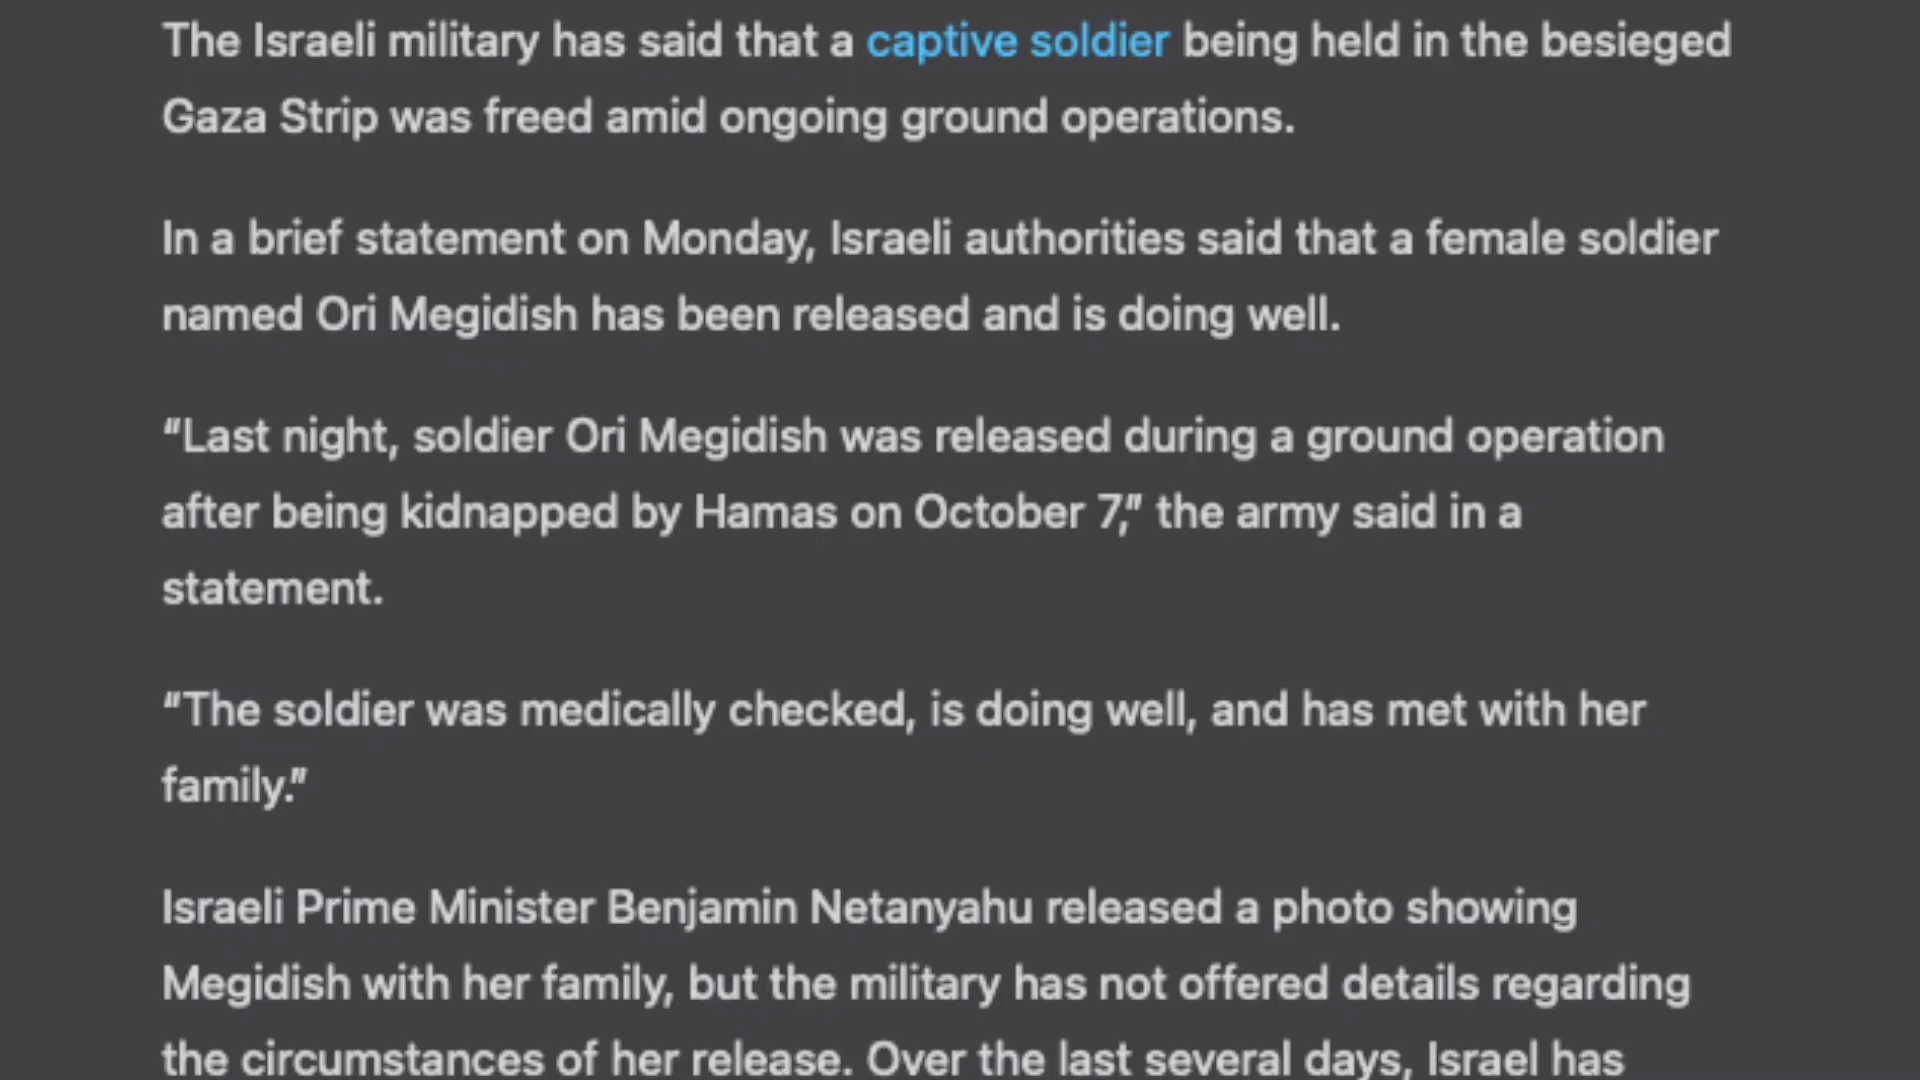 The Israeli military has said that a captive soldier being held in the besieged
Gaza Strip was freed amid ongoing ground operations.
In a brief statement on Monday, Israeli authorities said that a female soldier
named Ori Megidish has been released and is doing well.
“Last night, soldier Ori Megidish was released during a ground operation
after being kidnapped by Hamas on October 7,” the army said in a
statement.
“The soldier was medically checked, is doing well, and has met with her
family.”
Israeli Prime Minister Benjamin Netanyahu released a photo showing
Megidish with her family, but the military has not offered details regarding
the circumstances of her release. Over the last several days, Israel has